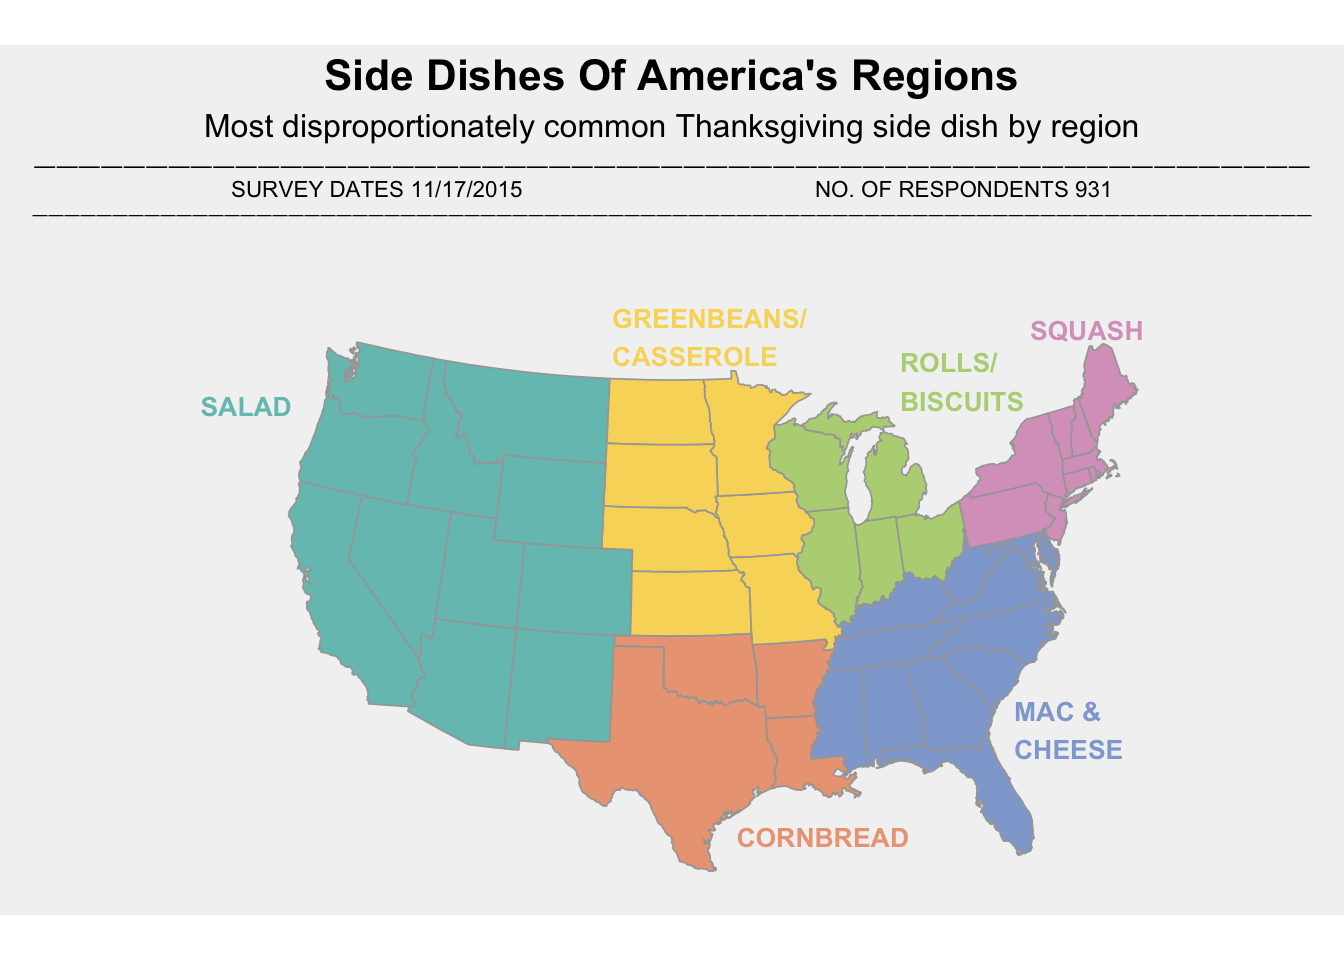 Side Dishes Of America's Regions
Most disproportionately common Thanksgiving side dish by region
SURVEY DATES 11/17/2015
NO. OF RESPONDENTS 931
GREENBEANS/
CASSEROLE
SQUASH
ROLLS/
BISCUITS
SALAD
MAC &
CHEESE
CORNBREAD